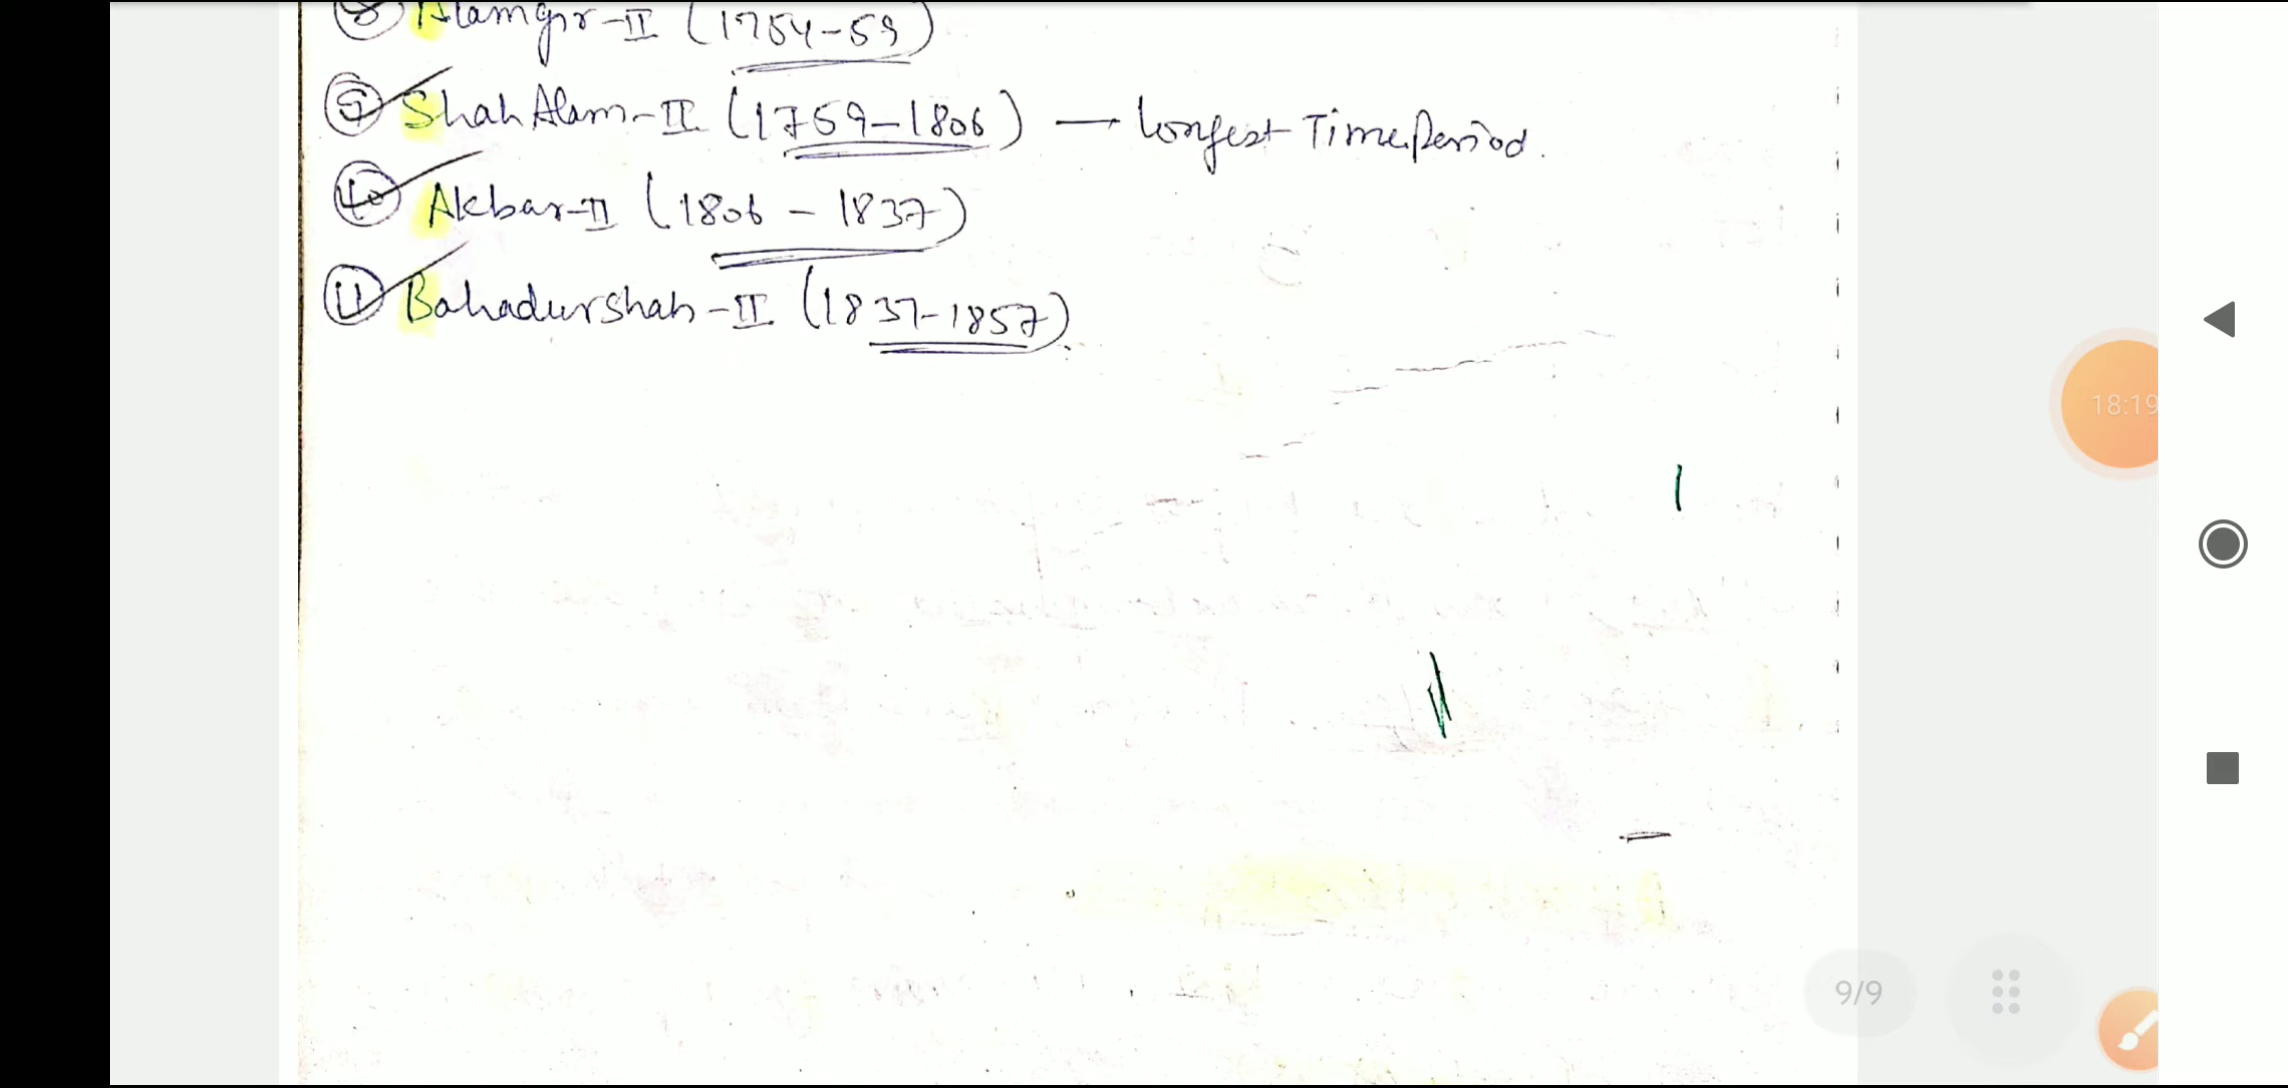 ⑧ Alamgir-II (1754-59)
⑨ Shah Alam-II (1759-1806) — longest Time Period.
⑩ Akbar-II (1806 - 1837)
⑪ Bahadurshah-II (1837-1857).
18:19
9/9